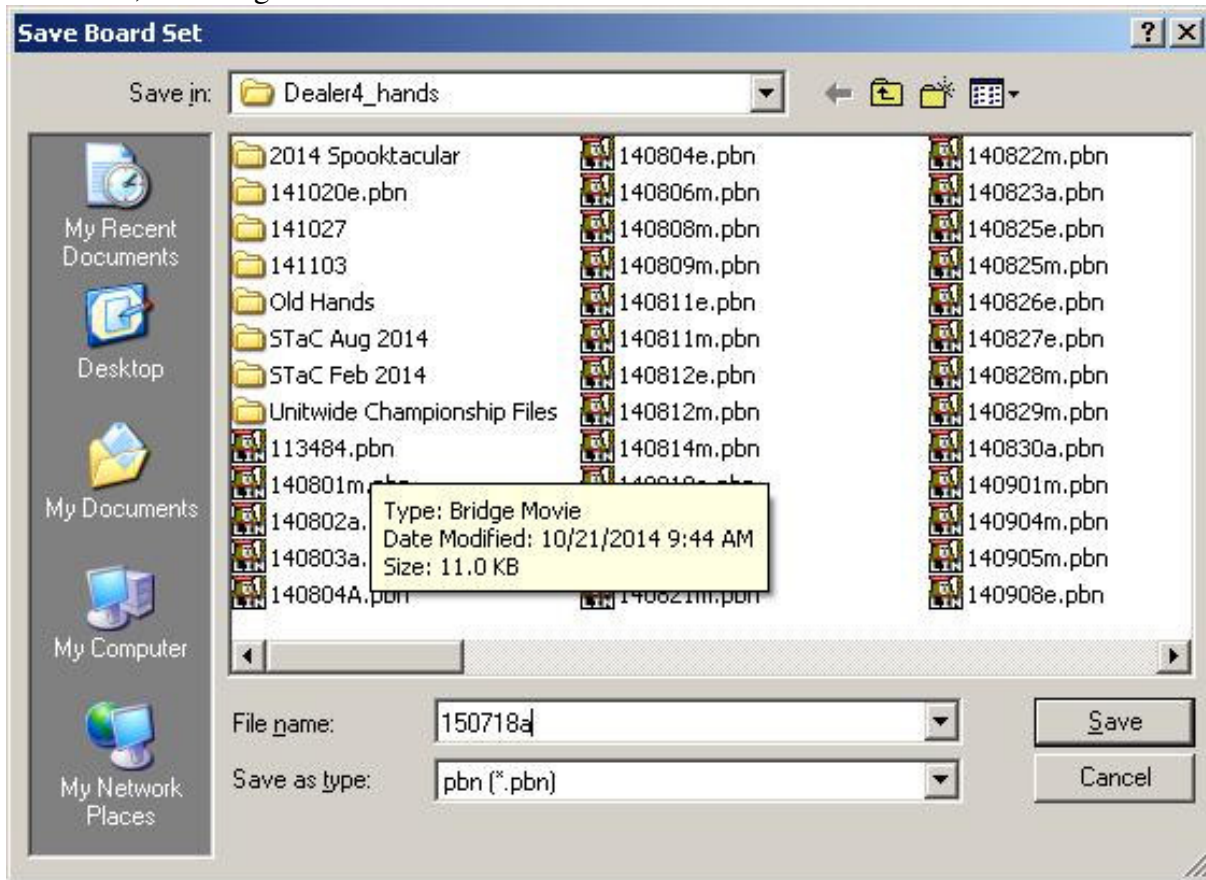 Save Board Set
Save in:
Dealer4_hands
My Recent
Documents
Desktop
My Documents
My Computer
My Network
Places
2014 Spooktacular
141020e.pbn
141027
141103
Old Hands
STaC Aug 2014
STaC Feb 2014
Unitwide Championship Files
113484.pbn
140801m.
140802a.
140803a.
140804A.pbn
Type: Bridge Movie
Date Modified: 10/21/2014 9:44 AM
Size: 11.0 KB
140804e.pbn
140806m.pbn
140808m.pbn
140809m.pbn
140811e.pbn
140811m.pbn
140812e.pbn
140812m.pbn
140814m.pbn
140821m.pbn
140822m.pbn
140823a.pbn
140825e.pbn
140825m.pbn
140826e.pbn
140827e.pbn
140828m.pbn
140829m.pbn
140830a.pbn
140901m.pbn
140904m.pbn
140905m.pbn
140908e.pbn
File name:
150718a
Save
Save as type:
pbn (*.pbn)
Cancel